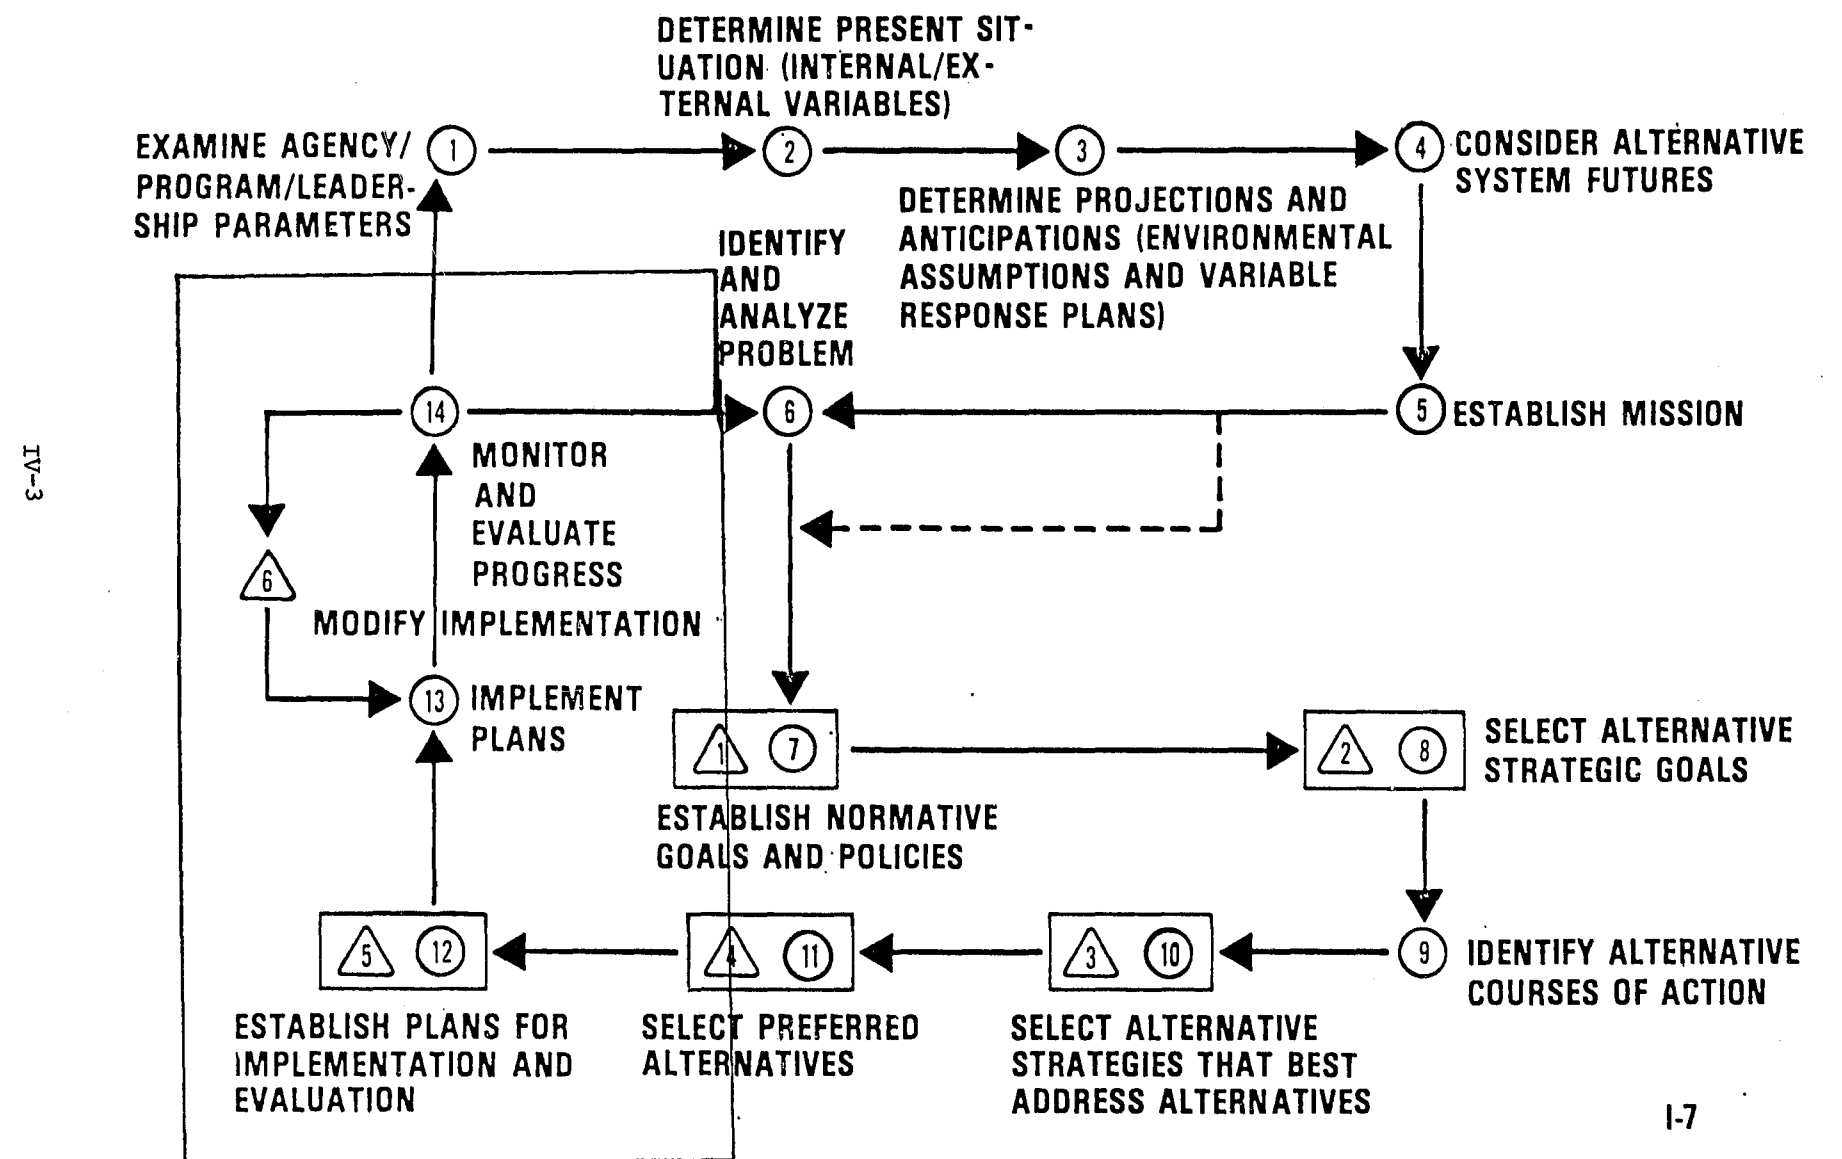 DETERMINE PRESENT SIT-
UATION (INTERNAL/EX-
TERNAL VARIABLES)
EXAMINE AGENCY/
PROGRAM/LEADER-
SHIP PARAMETERS
1
2
3
4
CONSIDER ALTERNATIVE
SYSTEM FUTURES
DETERMINE PROJECTIONS AND
ANTICIPATIONS (ENVIRONMENTAL
ASSUMPTIONS AND VARIABLE
RESPONSE PLANS)
IDENTIFY
AND
ANALYZE
PROBLEM
14
6
5
ESTABLISH MISSION
MONITOR
AND
EVALUATE
PROGRESS
IV-3
6
MODIFY IMPLEMENTATION
13
IMPLEMENT
PLANS
1
7
2
8
SELECT ALTERNATIVE
STRATEGIC GOALS
ESTABLISH NORMATIVE
GOALS AND POLICIES
5
12
4
11
3
10
9
IDENTIFY ALTERNATIVE
COURSES OF ACTION
ESTABLISH PLANS FOR
IMPLEMENTATION AND
EVALUATION
SELECT PREFERRED
ALTERNATIVES
SELECT ALTERNATIVE
STRATEGIES THAT BEST
ADDRESS ALTERNATIVES
I-7